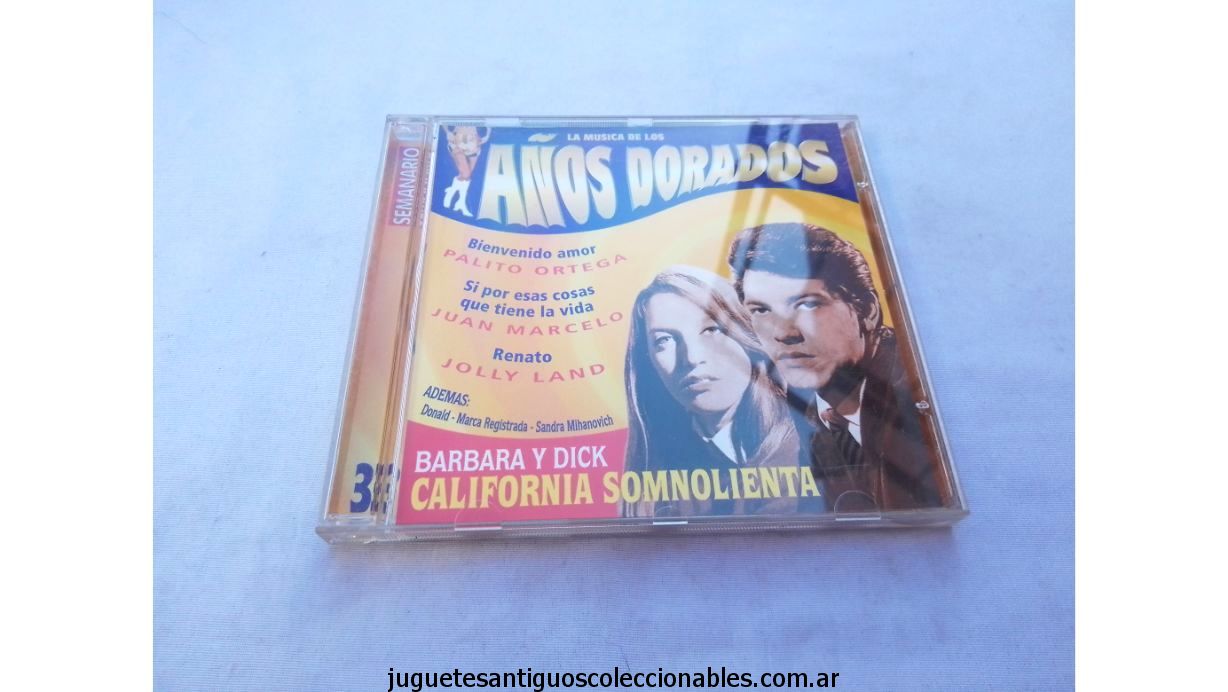 SEMANARIO
LA MUSICA DE LOS
AÑOS DORADOS
Bienvenido amor
PALITO ORTEGA
Si por esas cosas
que tiene la vida
JUAN MARCELO
Renato
JOLLY LAND
ADEMAS:
Donald - Marca Registrada - Sandra Mihanovich
BARBARA Y DICK
CALIFORNIA SOMNOLIENTA
juguetesantiguoscoleccionables.com.ar